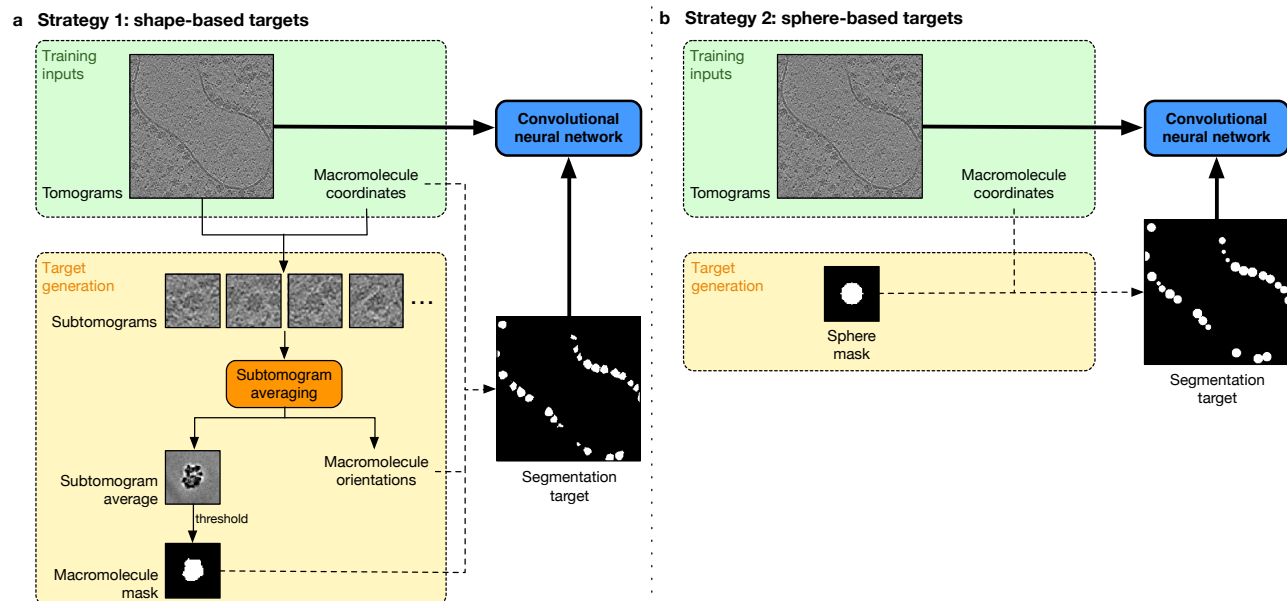 a Strategy 1: shape-based targets
Training
inputs
Tomograms
Macromolecule
coordinates
Convolutional
neural network
Target
generation
Subtomograms
...
Subtomogram
averaging
Subtomogram
average
Macromolecule
orientations
threshold
Macromolecule
mask
Segmentation
target
b Strategy 2: sphere-based targets
Training
inputs
Tomograms
Macromolecule
coordinates
Convolutional
neural network
Target
generation
Sphere
mask
Segmentation
target